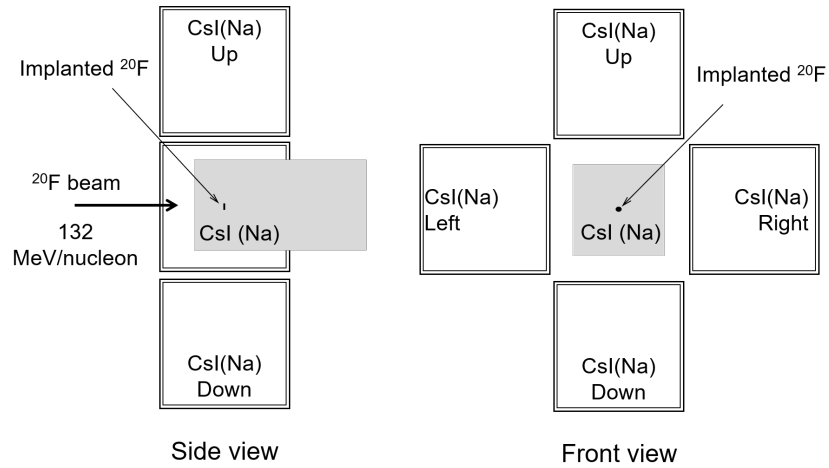 CsI(Na)
Up
Implanted ²⁰F
²⁰F beam
132
MeV/nucleon
CsI (Na)
CsI(Na)
Down
Side view
CsI(Na)
Up
Implanted ²⁰F
CsI(Na)
Left
CsI (Na)
CsI(Na)
Right
CsI(Na)
Down
Front view